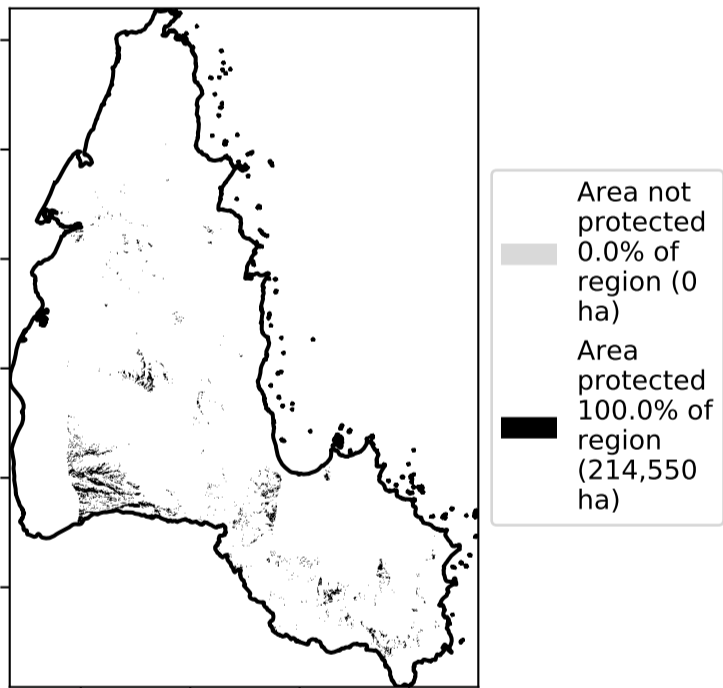 Area not
protected
0.0% of
region (0
ha)
Area
protected
100.0% of
region
(214,550
ha)